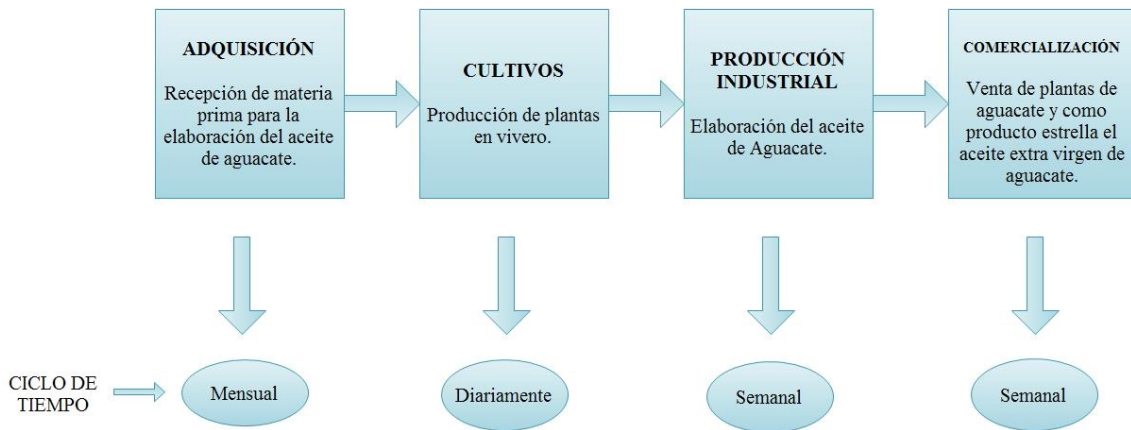 ADQUISICIÓN
Recepción de materia
prima para la
elaboración del aceite
de aguacate.
CULTIVOS
Producción de plantas
en vivero.
PRODUCCIÓN
INDUSTRIAL
Elaboración del aceite
de Aguacate.
COMERCIALIZACIÓN
Venta de plantas de
aguacate y como
producto estrella el
aceite extra virgen de
aguacate.
CICLO DE
TIEMPO
Mensual
Diariamente
Semanal
Semanal